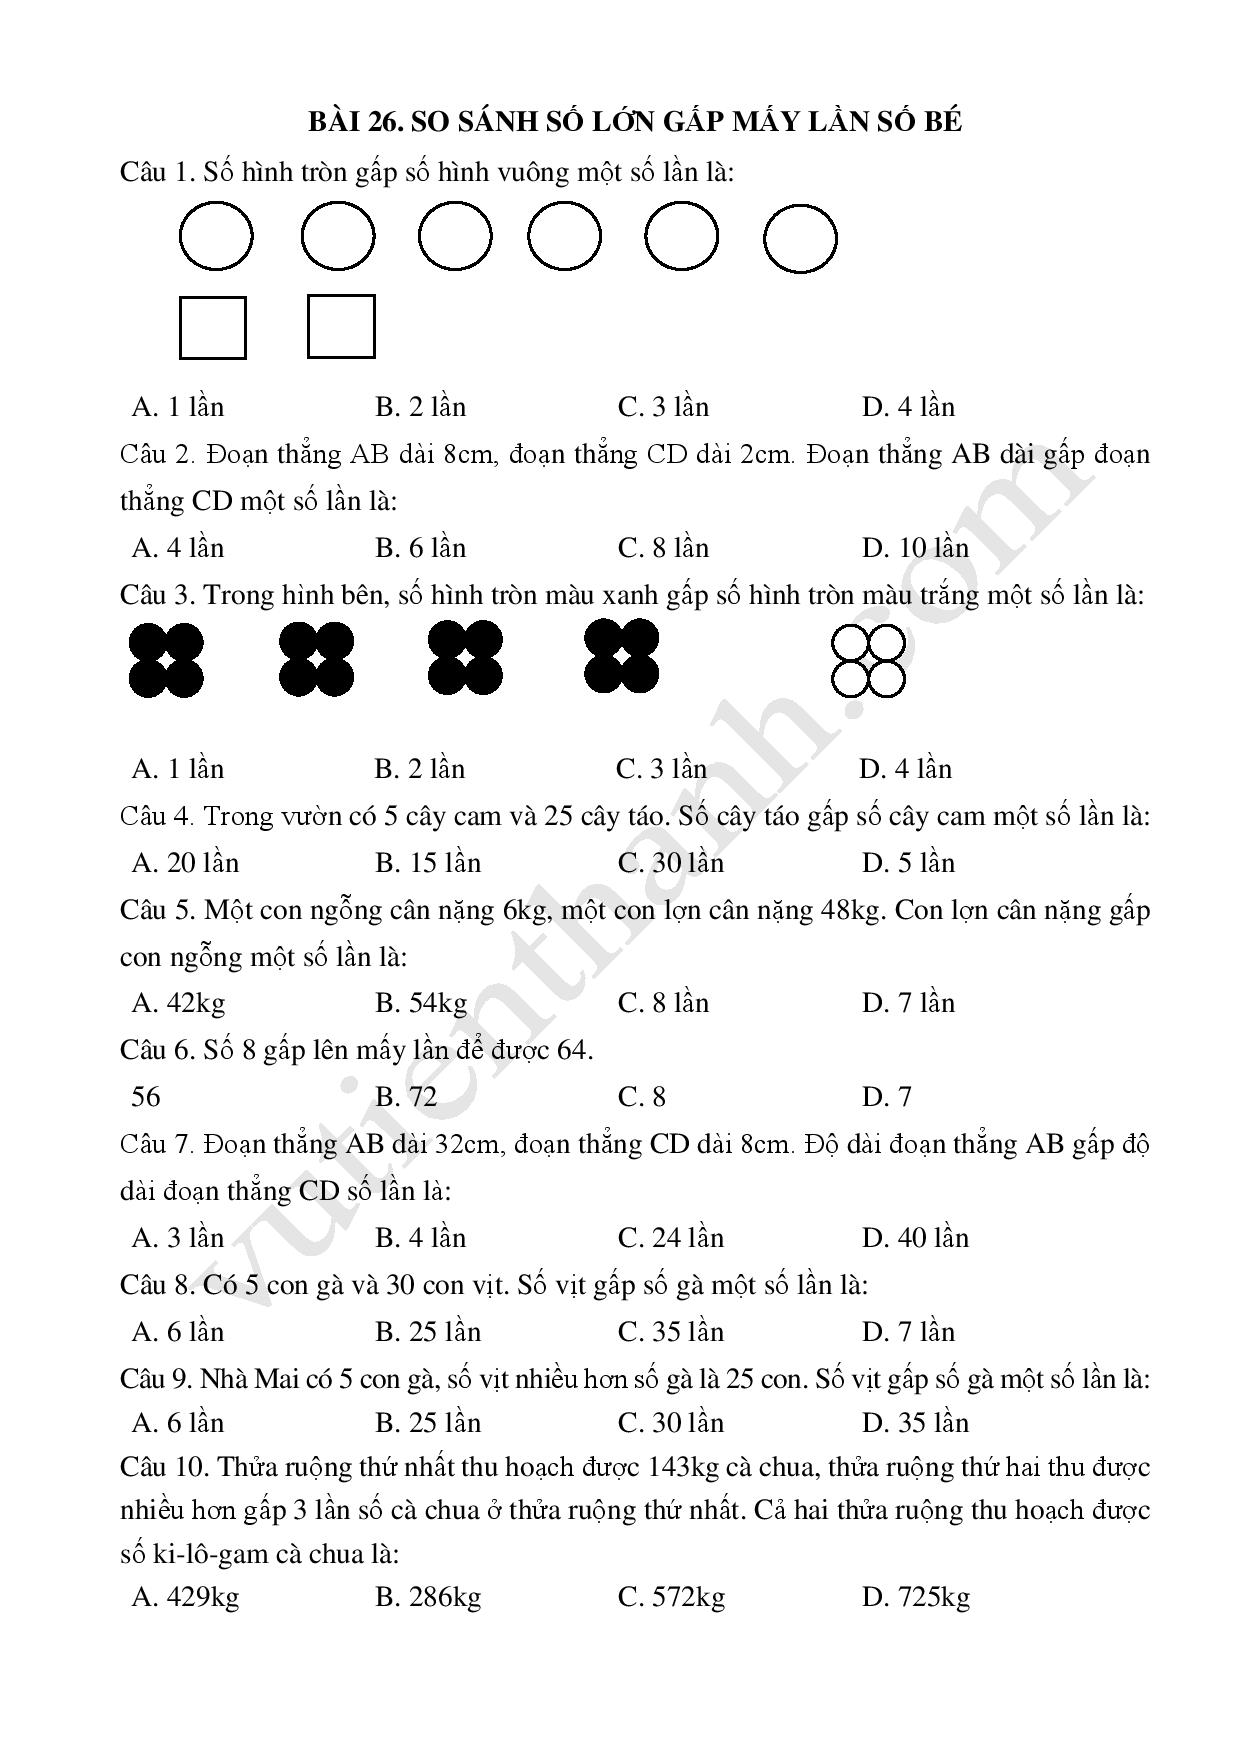 BÀI 26. SO SÁNH SỐ LỚN GẤP MẤY LẦN SỐ BÉ
Câu 1. Số hình tròn gấp số hình vuông một số lần là:
A. 1 lần B. 2 lần C. 3 lần D. 4 lần
Câu 2. Đoạn thẳng AB dài 8cm, đoạn thẳng CD dài 2cm. Đoạn thẳng AB dài gấp đoạn
thẳng CD một số lần là:
A. 4 lần B. 6 lần C. 8 lần D. 10 lần
Câu 3. Trong hình bên, số hình tròn màu xanh gấp số hình tròn màu trắng một số lần là:
A. 1 lần B. 2 lần C. 3 lần D. 4 lần
Câu 4. Trong vườn có 5 cây cam và 25 cây táo. Số cây táo gấp số cây cam một số lần là:
A. 20 lần B. 15 lần C. 30 lần D. 5 lần
Câu 5. Một con ngỗng cân nặng 6kg, một con lợn cân nặng 48kg. Con lợn cân nặng gấp
con ngỗng một số lần là:
A. 42kg B. 54kg C. 8 lần D. 7 lần
Câu 6. Số 8 gấp lên mấy lần để được 64.
56 B. 72 C. 8 D. 7
Câu 7. Đoạn thẳng AB dài 32cm, đoạn thẳng CD dài 8cm. Độ dài đoạn thẳng AB gấp độ
dài đoạn thẳng CD số lần là:
A. 3 lần B. 4 lần C. 24 lần D. 40 lần
Câu 8. Có 5 con gà và 30 con vịt. Số vịt gấp số gà một số lần là:
A. 6 lần B. 25 lần C. 35 lần D. 7 lần
Câu 9. Nhà Mai có 5 con gà, số vịt nhiều hơn số gà là 25 con. Số vịt gấp số gà một số lần là:
A. 6 lần B. 25 lần C. 30 lần D. 35 lần
Câu 10. Thửa ruộng thứ nhất thu hoạch được 143kg cà chua, thửa ruộng thứ hai thu được
nhiều hơn gấp 3 lần số cà chua ở thửa ruộng thứ nhất. Cả hai thửa ruộng thu hoạch được
số ki-lô-gam cà chua là:
A. 429kg B. 286kg C. 572kg D. 725kg
vutienthanh.com